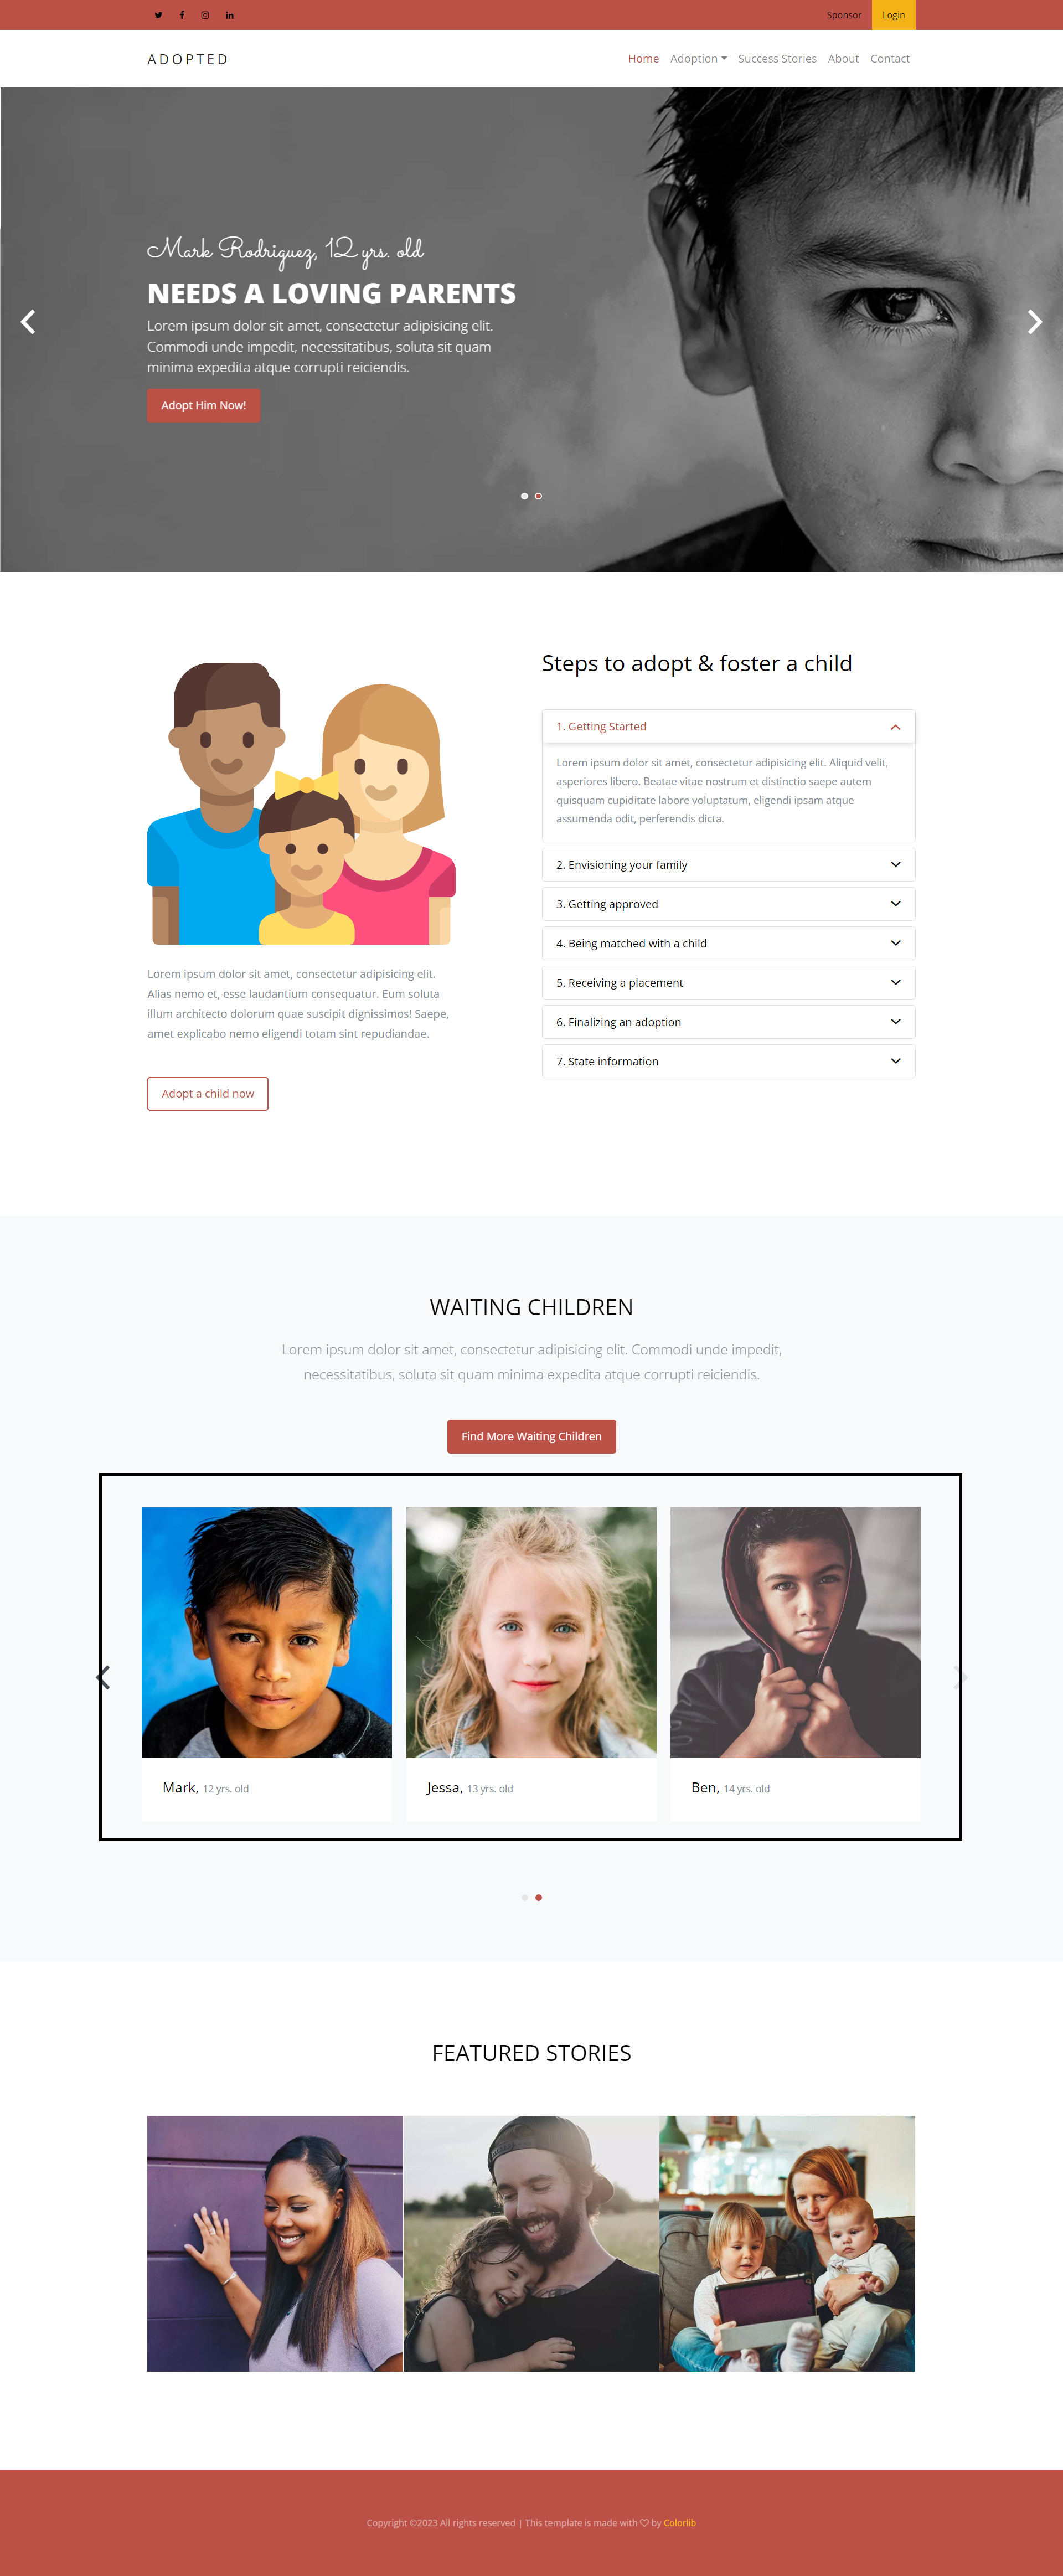 Sponsor
Login
ADOPTED
Home Adoption Success Stories About Contact
Mark Rodriguez, 12 yrs. old
NEEDS A LOVING PARENTS
Lorem ipsum dolor sit amet, consectetur adipisicing elit.
Commodi unde impedit, necessitatibus, soluta sit quam
minima expedita atque corrupti reiciendis.
Adopt Him Now!
Steps to adopt & foster a child
1. Getting Started
Lorem ipsum dolor sit amet, consectetur adipisicing elit. Aliquid velit,
asperiores libero. Beatae vitae nostrum et distinctio saepe autem
quisquam cupiditate labore voluptatum, eligendi ipsam atque
assumenda odit, perferendis dicta.
2. Envisioning your family
3. Getting approved
4. Being matched with a child
5. Receiving a placement
6. Finalizing an adoption
7. State information
Lorem ipsum dolor sit amet, consectetur adipisicing elit.
Alias nemo et, esse laudantium consequatur. Eum soluta
illum architecto dolorum quae suscipit dignissimos! Saepe,
amet explicabo nemo eligendi totam sint repudiandae.
Adopt a child now
WAITING CHILDREN
Lorem ipsum dolor sit amet, consectetur adipisicing elit. Commodi unde impedit,
necessitatibus, soluta sit quam minima expedita atque corrupti reiciendis.
Find More Waiting Children
Mark, 12 yrs. old
Jessa, 13 yrs. old
Ben, 14 yrs. old
FEATURED STORIES
Copyright ©2023 All rights reserved | This template is made with ♡ by Colorlib